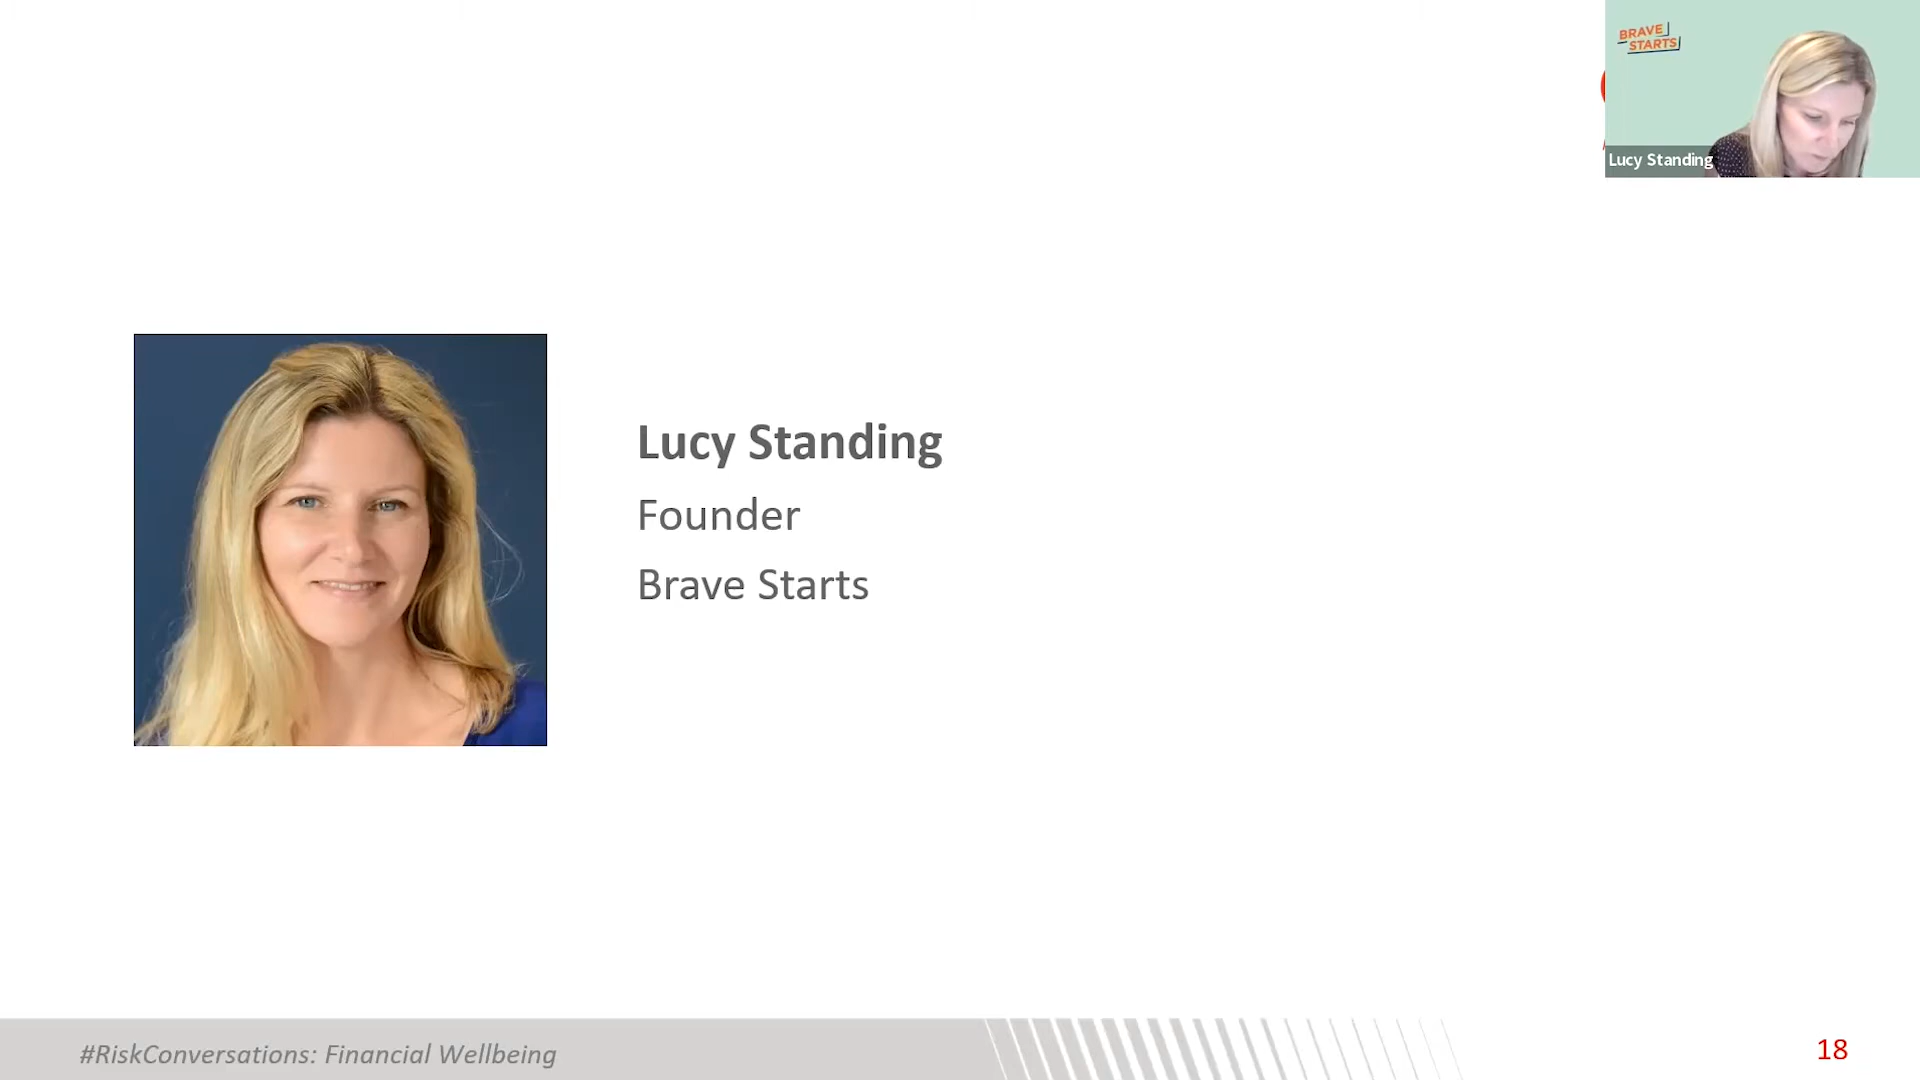 BRAVE
STARTS
Lucy Standing
Lucy Standing
Founder
Brave Starts
#RiskConversations: Financial Wellbeing
18